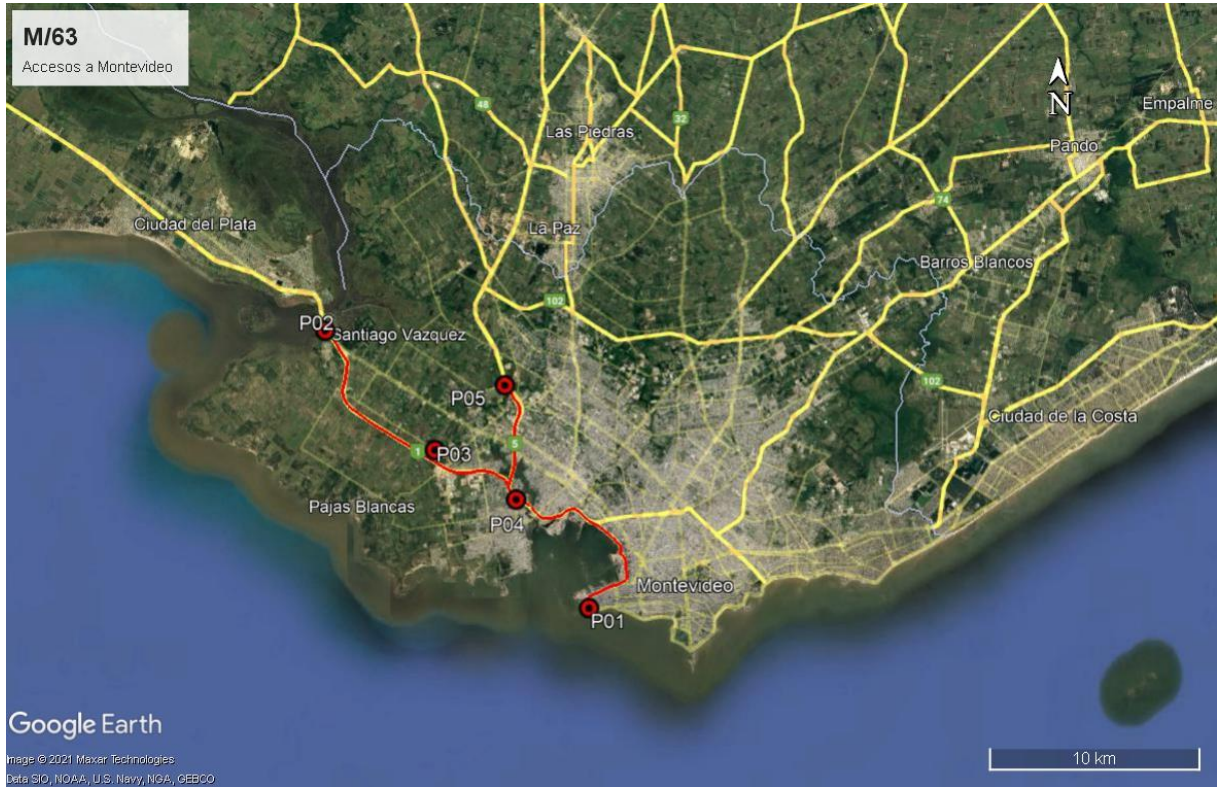 M/63
Accesos a Montevideo
N
Empalme
48
32
Las Piedras
Pando
74
Ciudad del Plata
La Paz
Barros Blancos
102
P02
Santiago Vazquez
102
P05
Ciudad de la Costa
5
1
P03
Pajas Blancas
P04
Montevideo
P01
Google Earth
10 km
Image © 2021 Maxar Technologies
Data SIO, NOAA, U.S. Navy, NGA, GEBCO